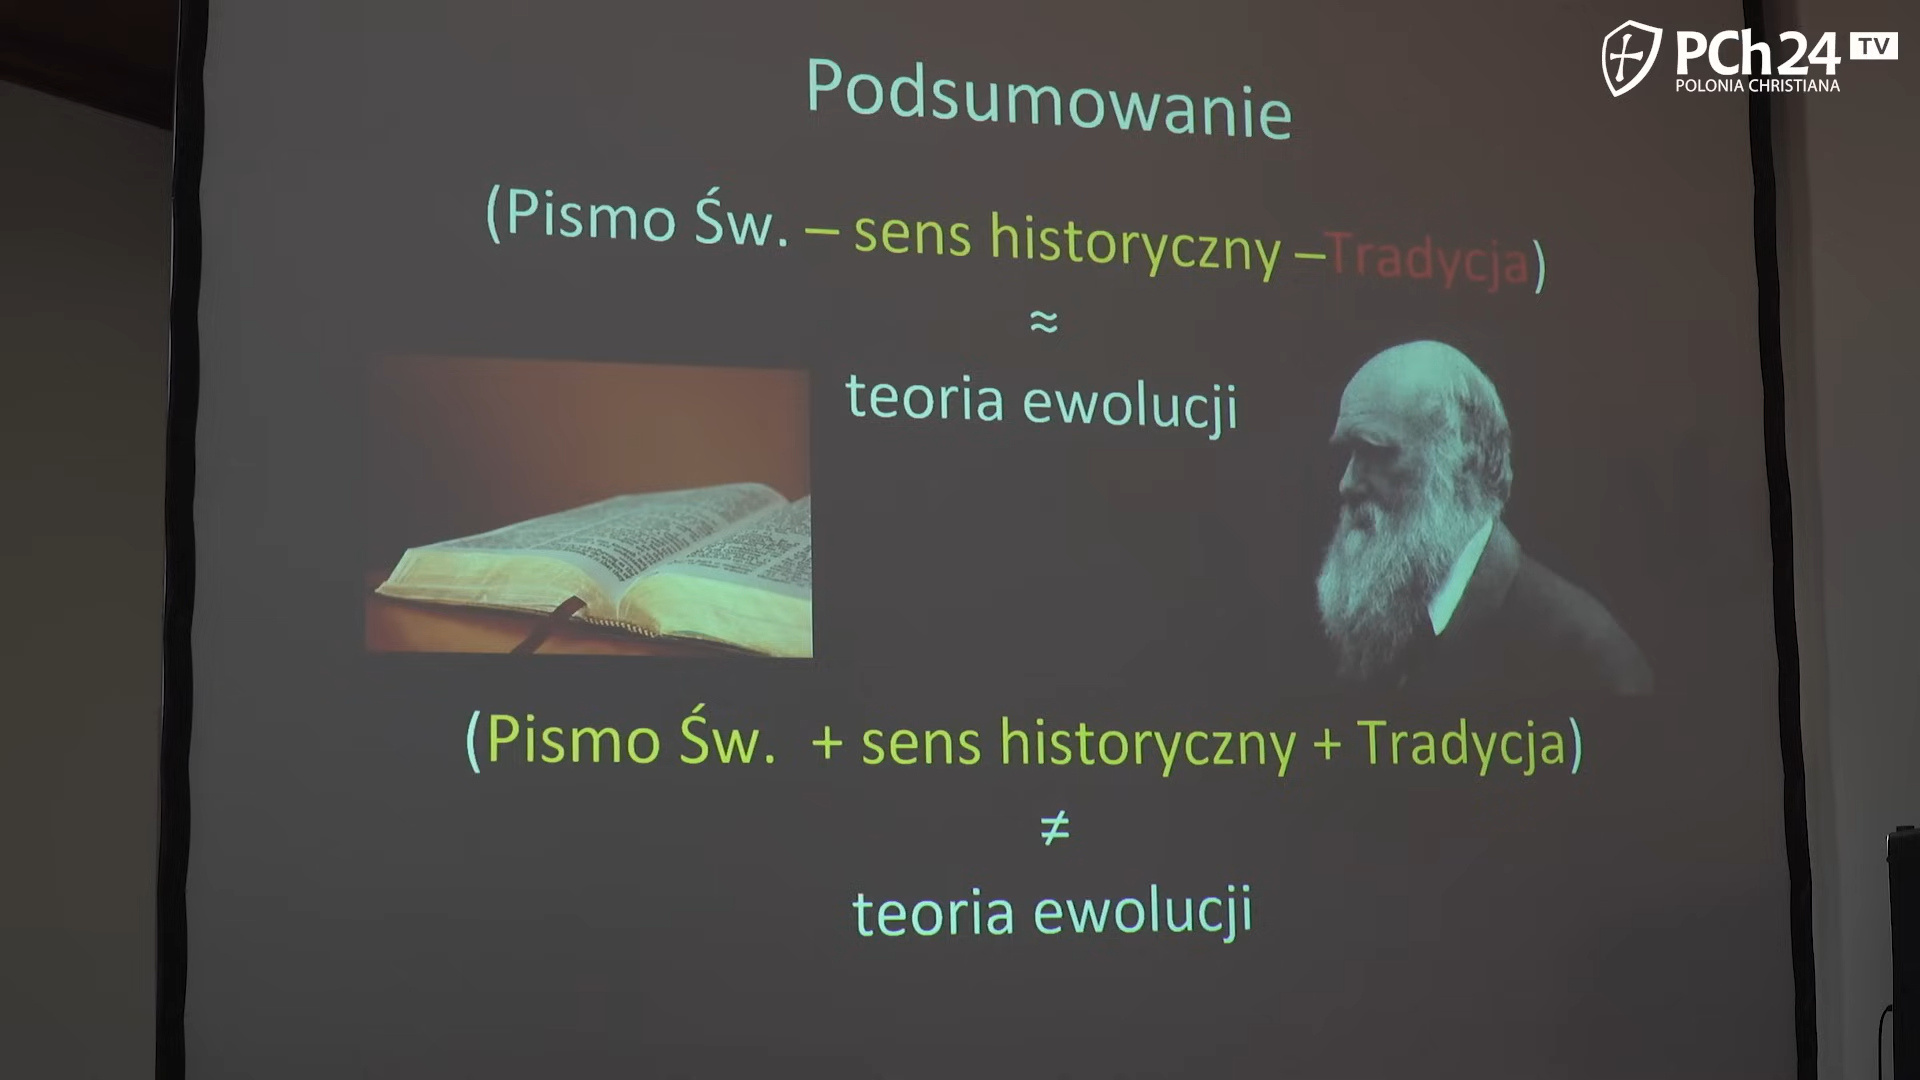 PCh24 TV
POLONIA CHRISTIANA
Podsumowanie
(Pismo Św. – sens historyczny –Tradycja)
≈
teoria ewolucji
(Pismo Św. + sens historyczny + Tradycja)
≠
teoria ewolucji